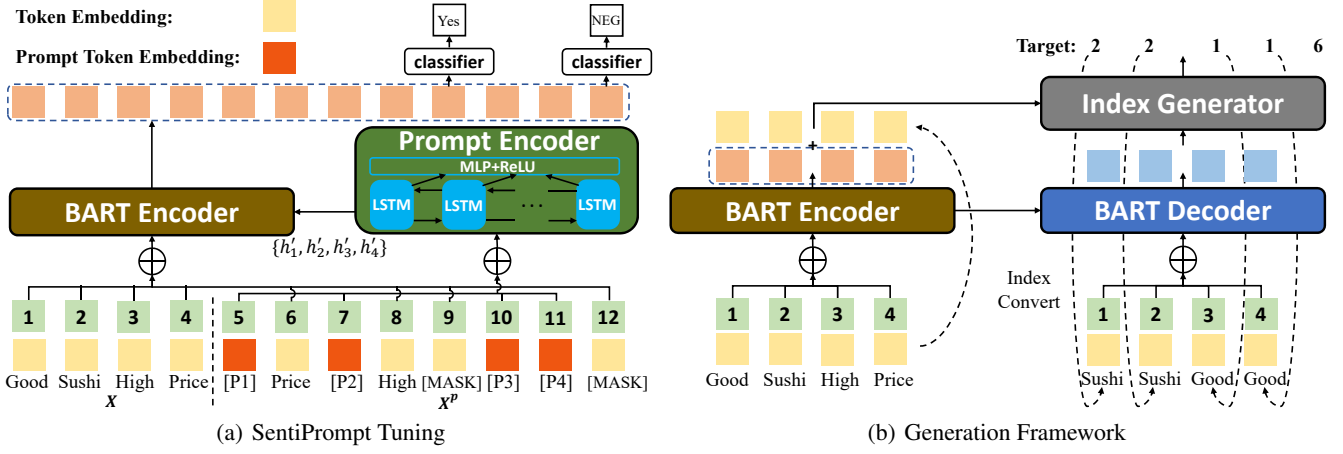 Token Embedding:
Prompt Token Embedding:
Yes
NEG
classifier
classifier
Prompt Encoder
MLP+ReLU
LSTM
LSTM
...
LSTM
BART Encoder
{h′₁, h′₂, h′₃, h′₄}
1 2 3 4 5 6 7 8 9 10 11 12
Good Sushi High Price [P1] Price [P2] High [MASK] [P3] [P4] [MASK]
X
Xᵖ
(a) SentiPrompt Tuning
Target: 2 2 1 1 6
Index Generator
+
BART Encoder
BART Decoder
Index
Convert
1 2 3 4
Good Sushi High Price
1 2 3 4
Sushi Sushi Good Good
(b) Generation Framework